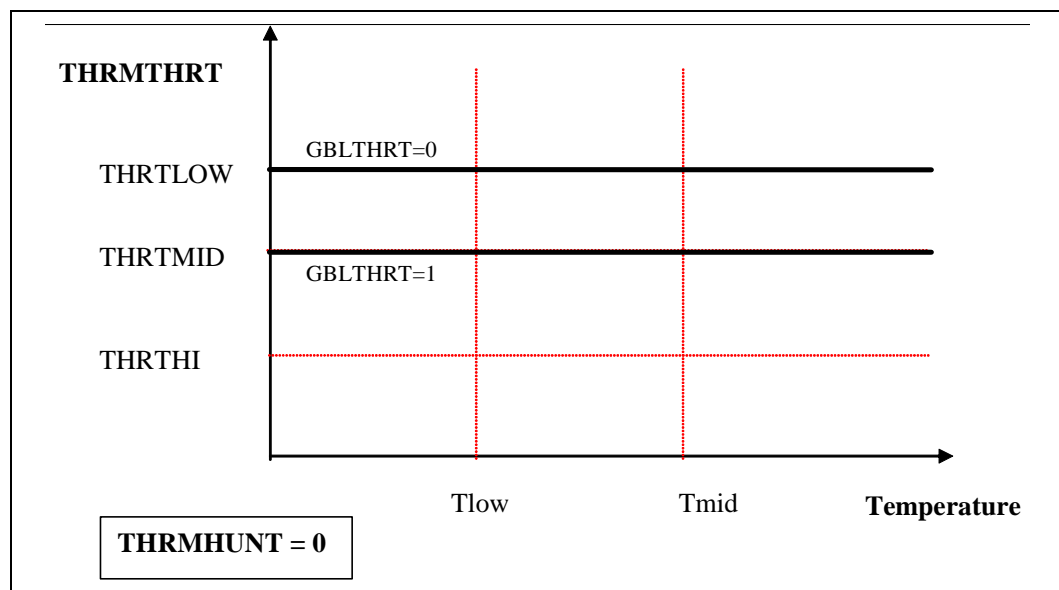 THRMTHRT
GBLTHRT=0
THRTLOW
THRTMID
GBLTHRT=1
THRTHI
Tlow Tmid Temperature
THRMHUNT = 0